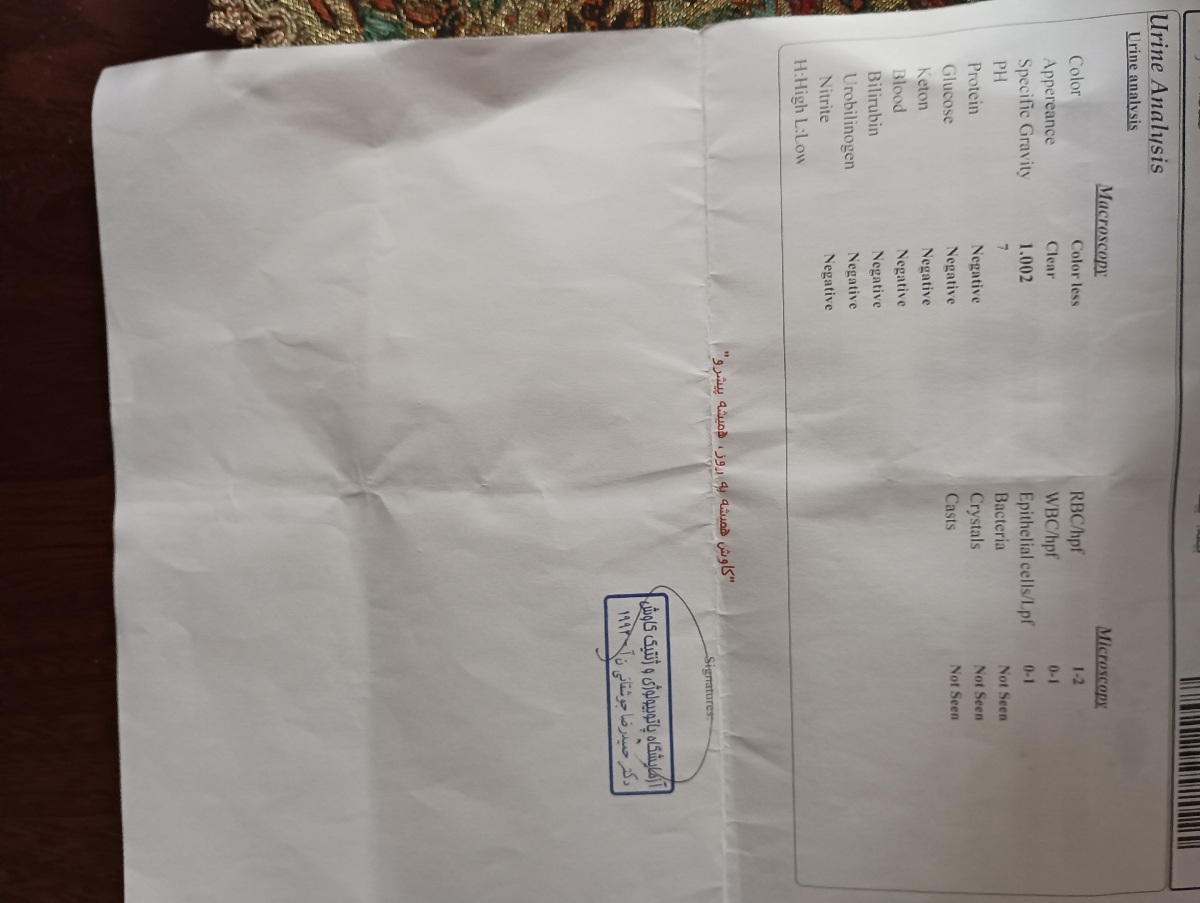 Urine Analysis
Urine analysis
Macroscopy Microscopy
Color Color less RBC/hpf 1-2
Appereance Clear WBC/hpf 0-1
Specific Gravity 1.002 Epithelial cells/Lpf 0-1
PH 7 Bacteria Not Seen
Protein Negative Crystals Not Seen
Glucose Negative Casts Not Seen
Keton Negative
Blood Negative
Bilirubin Negative
Urobilinogen Negative
Nitrite Negative
H:High L:Low
"کاوش همیشه به روز، همیشه پیشرو"
Signatures:
آزمایشگاه پاتوبیولوژی و ژنتیک کاوش
دکتر حمیدرضا جوشقانی ن آ - ۱۹۹۳